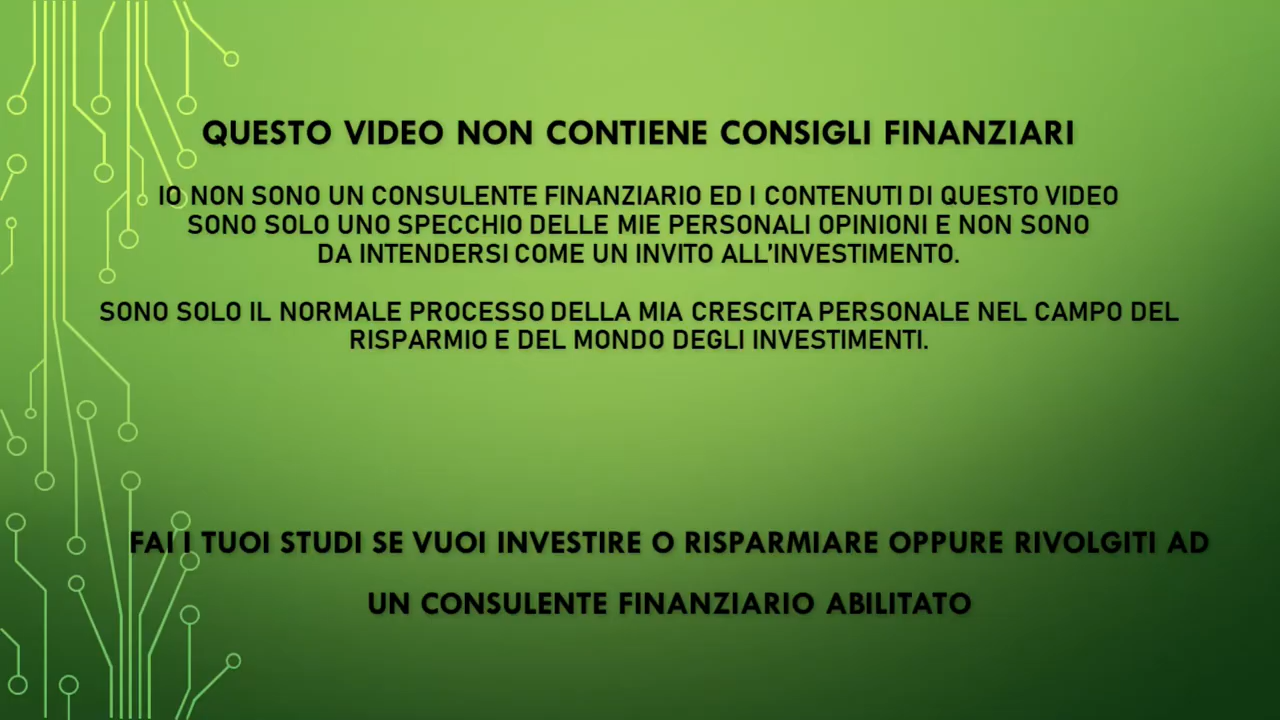 QUESTO VIDEO NON CONTIENE CONSIGLI FINANZIARI
IO NON SONO UN CONSULENTE FINANZIARIO ED I CONTENUTI DI QUESTO VIDEO
SONO SOLO UNO SPECCHIO DELLE MIE PERSONALI OPINIONI E NON SONO
DA INTENDERSI COME UN INVITO ALL'INVESTIMENTO.
SONO SOLO IL NORMALE PROCESSO DELLA MIA CRESCITA PERSONALE NEL CAMPO DEL
RISPARMIO E DEL MONDO DEGLI INVESTIMENTI.
FAI I TUOI STUDI SE VUOI INVESTIRE O RISPARMIARE OPPURE RIVOLGITI AD
UN CONSULENTE FINANZIARIO ABILITATO